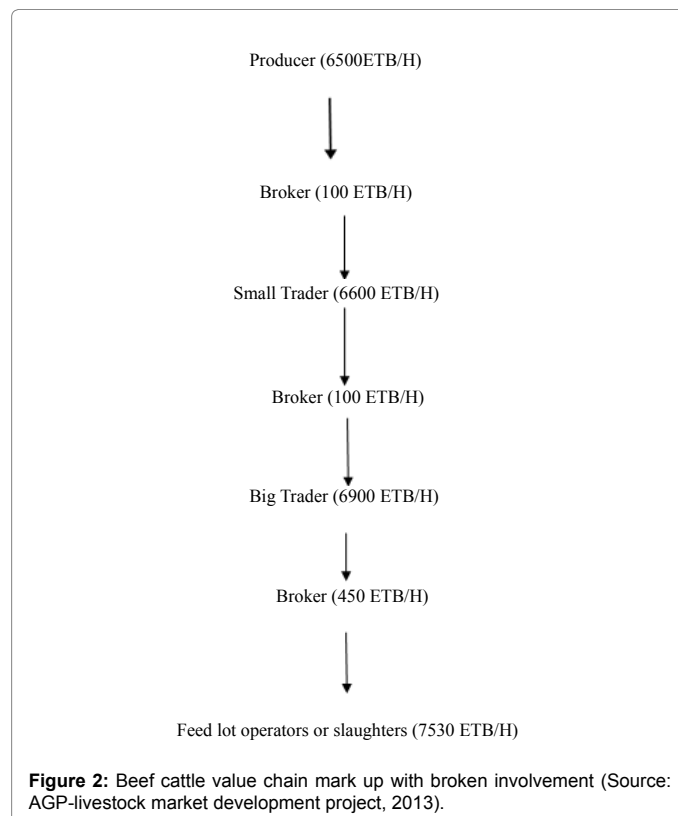 Producer (6500ETB/H)
Broker (100 ETB/H)
Small Trader (6600 ETB/H)
Broker (100 ETB/H)
Big Trader (6900 ETB/H)
Broker (450 ETB/H)
Feed lot operators or slaughters (7530 ETB/H)
Figure 2: Beef cattle value chain mark up with broken involvement (Source:
AGP-livestock market development project, 2013).